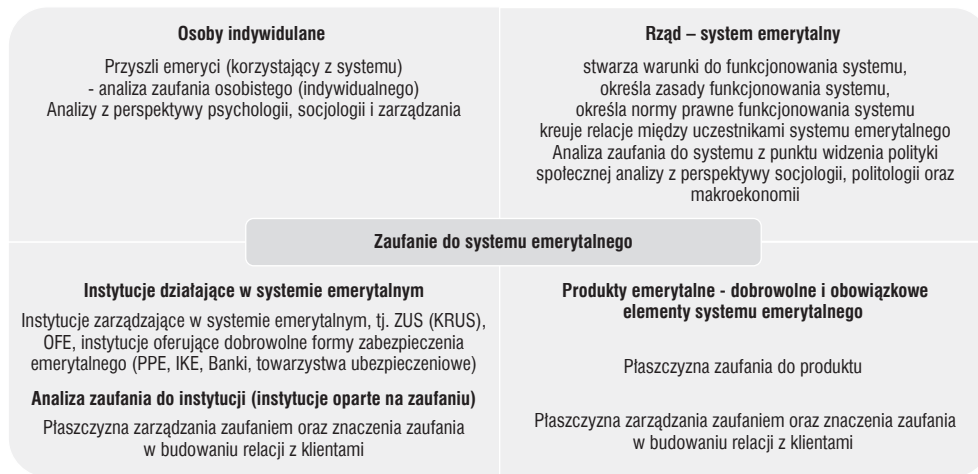 Osoby indywidulane
Przyszli emeryci (korzystający z systemu)
- analiza zaufania osobistego (indywidualnego)
Analizy z perspektywy psychologii, socjologii i zarządzania
Rząd – system emerytalny
stwarza warunki do funkcjonowania systemu,
określa zasady funkcjonowania systemu,
określa normy prawne funkcjonowania systemu
kreuje relacje między uczestnikami systemu emerytalnego
Analiza zaufania do systemu z punktu widzenia polityki
społecznej analizy z perspektywy socjologii, politologii oraz
makroekonomii
Zaufanie do systemu emerytalnego
Instytucje działające w systemie emerytalnym
Instytucje zarządzające w systemie emerytalnym, tj. ZUS (KRUS),
OFE, instytucje oferujące dobrowolne formy zabezpieczenia
emerytalnego (PPE, IKE, Banki, towarzystwa ubezpieczeniowe)
Analiza zaufania do instytucji (instytucje oparte na zaufaniu)
Płaszczyzna zarządzania zaufaniem oraz znaczenia zaufania
w budowaniu relacji z klientami
Produkty emerytalne - dobrowolne i obowiązkowe
elementy systemu emerytalnego
Płaszczyzna zaufania do produktu
Płaszczyzna zarządzania zaufaniem oraz znaczenia zaufania
w budowaniu relacji z klientami